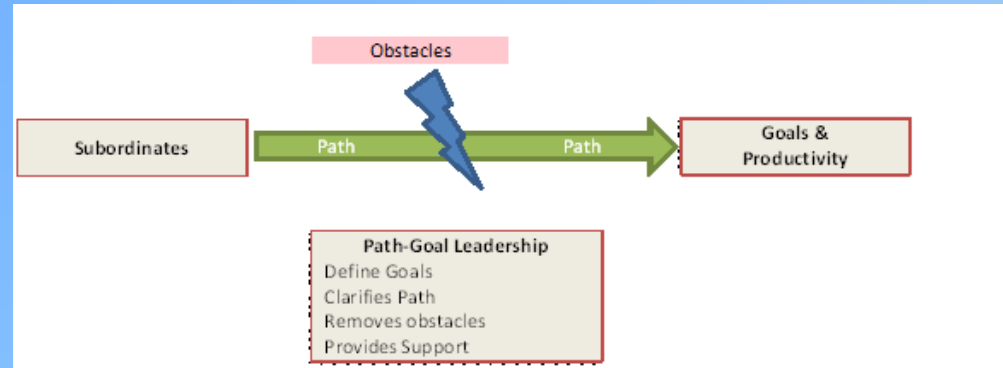 Obstacles
Subordinates
Path
Path
Goals &
Productivity
Path-Goal Leadership
Define Goals
Clarifies Path
Removes obstacles
Provides Support